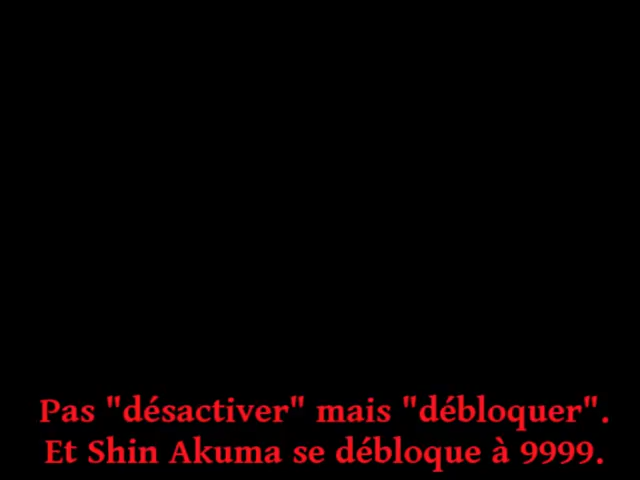 Pas "désactiver" mais "débloquer".
Et Shin Akuma se débloque à 9999.